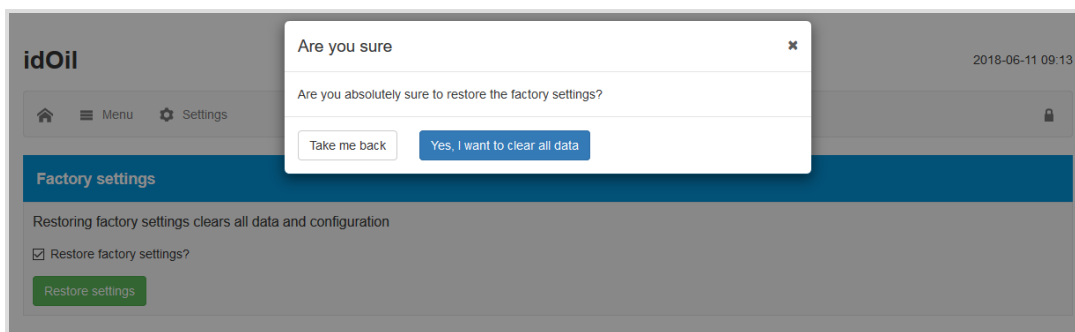 Are you sure
idOil
2018-06-11 09:13
Are you absolutely sure to restore the factory settings?
Menu Settings
Take me back Yes, I want to clear all data
Factory settings
Restoring factory settings clears all data and configuration
Restore factory settings?
Restore settings